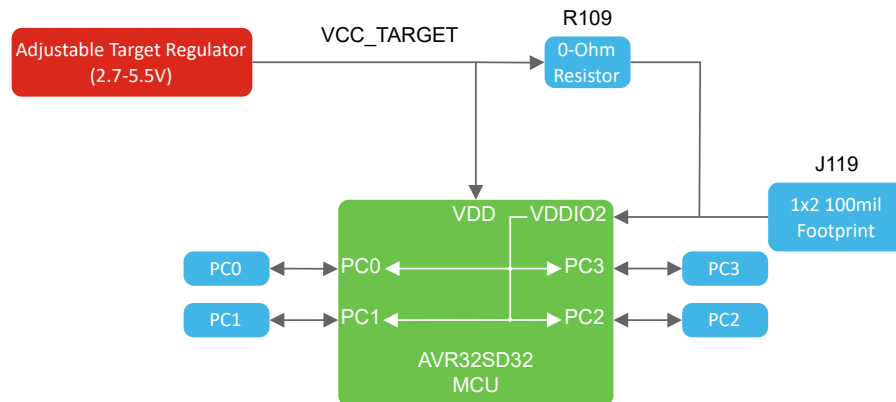 R109
VCC_TARGET
Adjustable Target Regulator
(2.7-5.5V)
0-Ohm
Resistor
J119
1x2 100mil
Footprint
VDD
VDDIO2
PC0
PC0
PC3
PC3
PC1
PC1
PC2
PC2
AVR32SD32
MCU